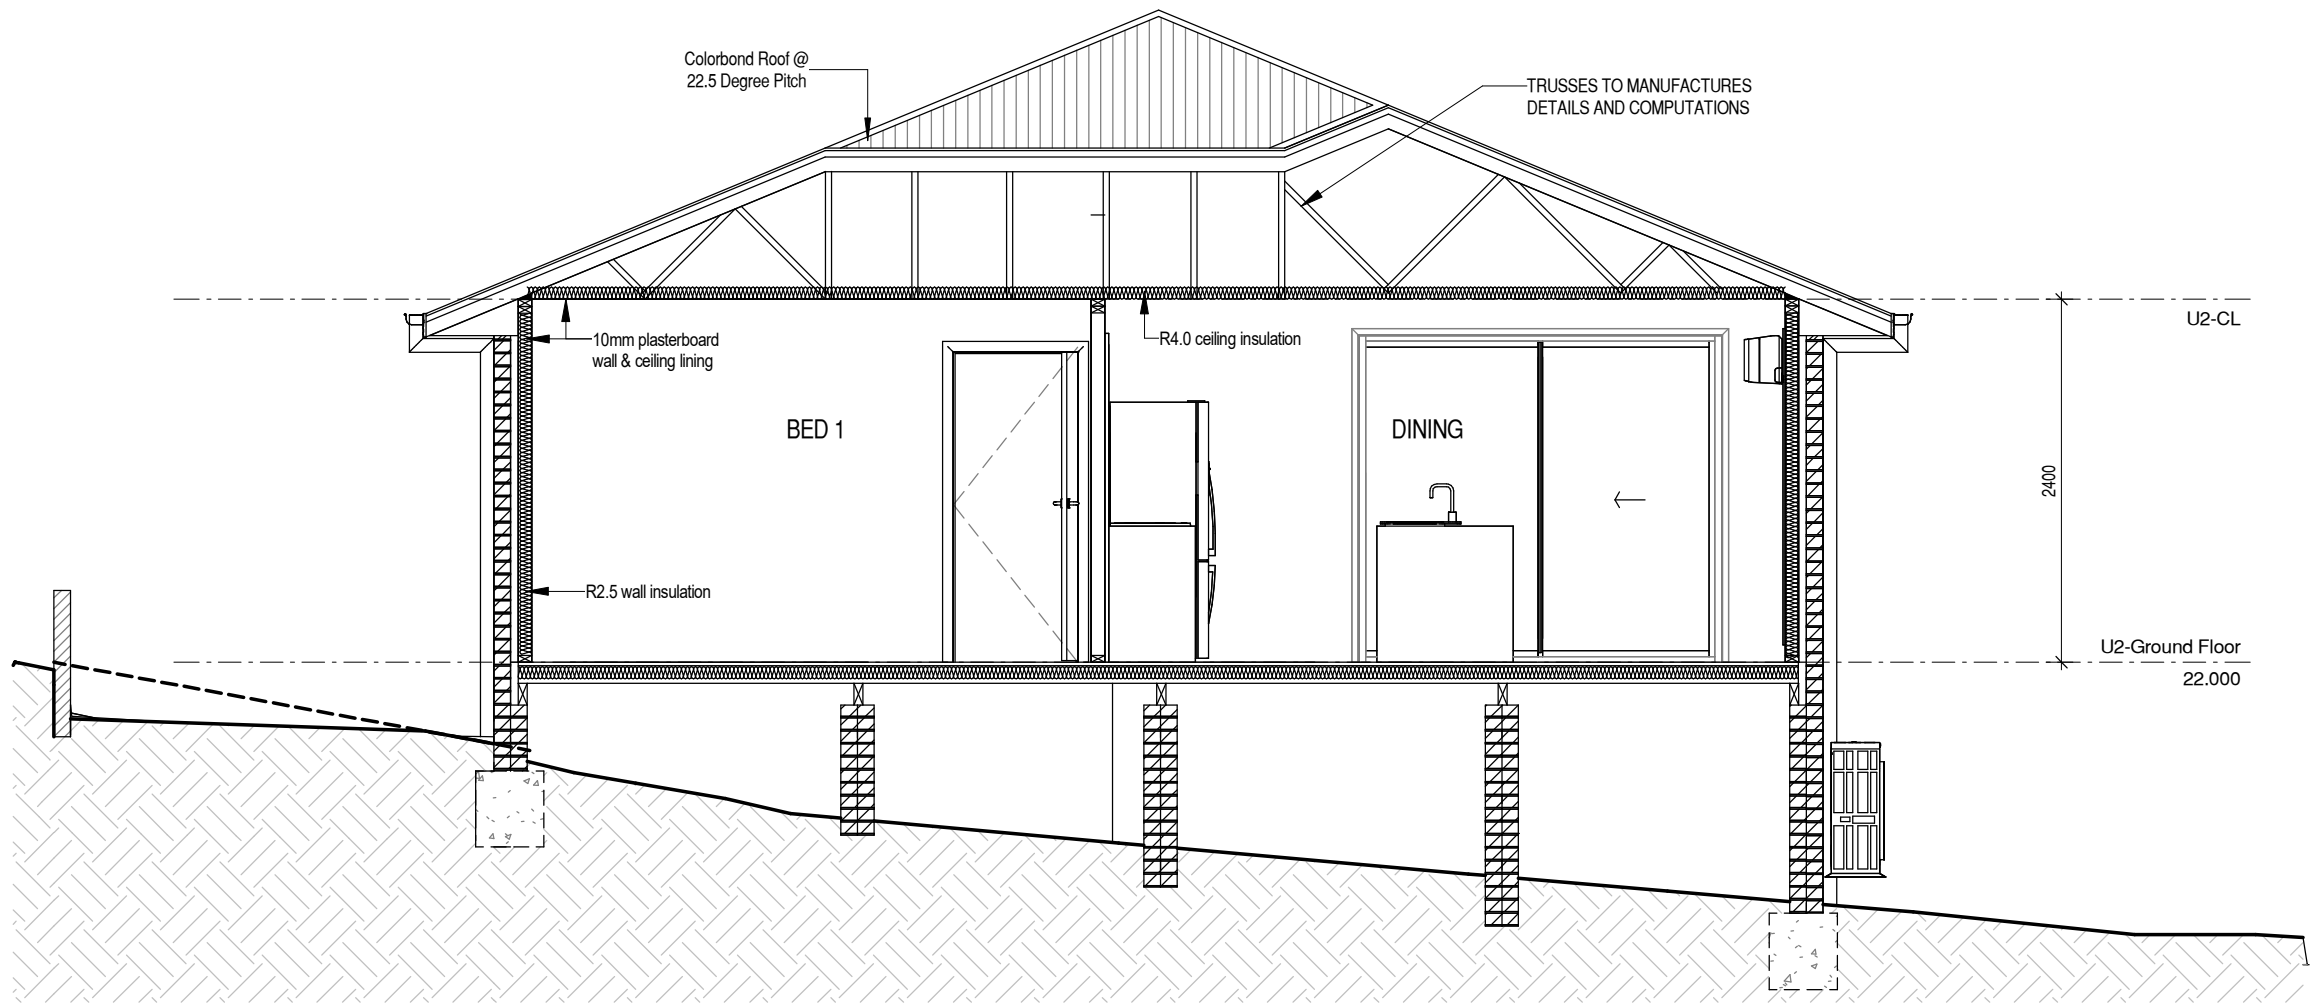 Colorbond Roof @
22.5 Degree Pitch
TRUSSES TO MANUFACTURES
DETAILS AND COMPUTATIONS
U2-CL
10mm plasterboard
wall & ceiling lining
R4.0 ceiling insulation
BED 1
DINING
2400
R2.5 wall insulation
U2-Ground Floor
22.000